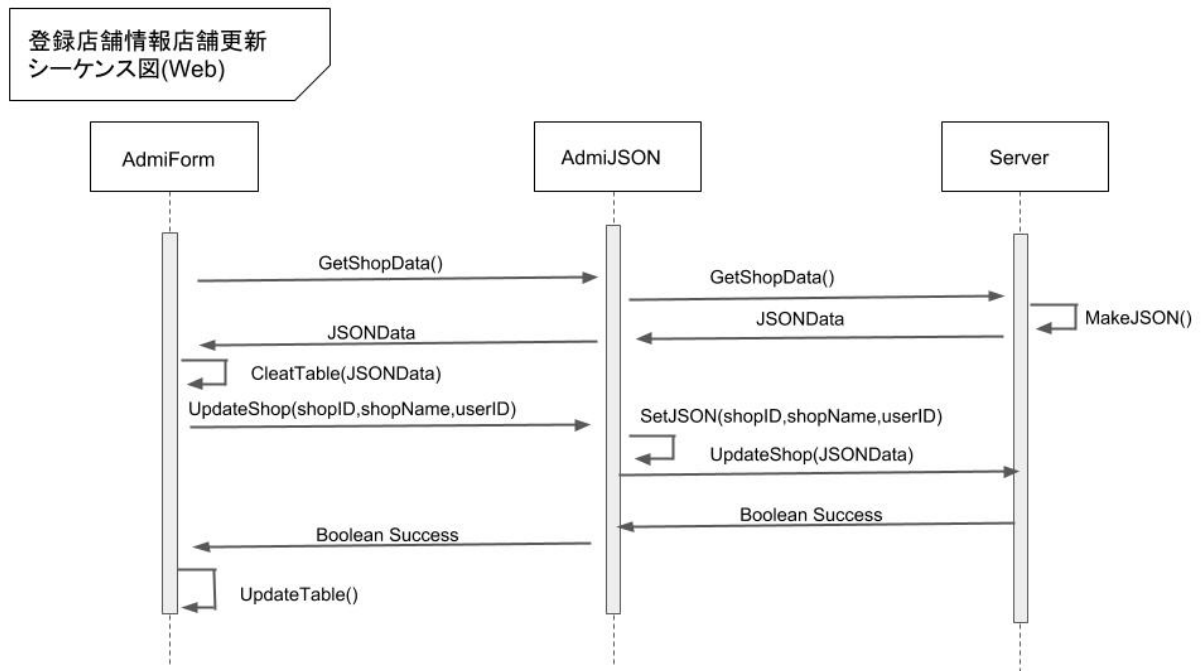 登録店舗情報店舗更新
シーケンス図(Web)
AdmiForm
AdmiJSON
Server
GetShopData()
GetShopData()
MakeJSON()
JSONData
JSONData
CleatTable(JSONData)
UpdateShop(shopID,shopName,userID)
SetJSON(shopID,shopName,userID)
UpdateShop(JSONData)
Boolean Success
Boolean Success
UpdateTable()